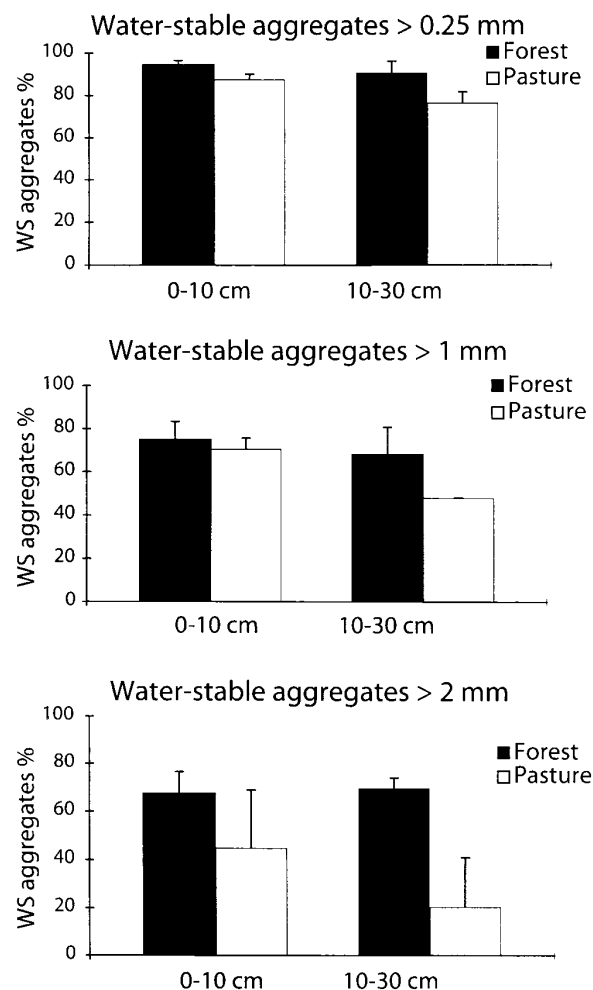 Water-stable aggregates > 0.25 mm
Forest
Pasture
WS aggregates %
100
80
60
40
20
0
0-10 cm
10-30 cm
Water-stable aggregates > 1 mm
Forest
Pasture
WS aggregates %
100
80
60
40
20
0
0-10 cm
10-30 cm
Water-stable aggregates > 2 mm
Forest
Pasture
WS aggregates %
100
80
60
40
20
0
0-10 cm
10-30 cm